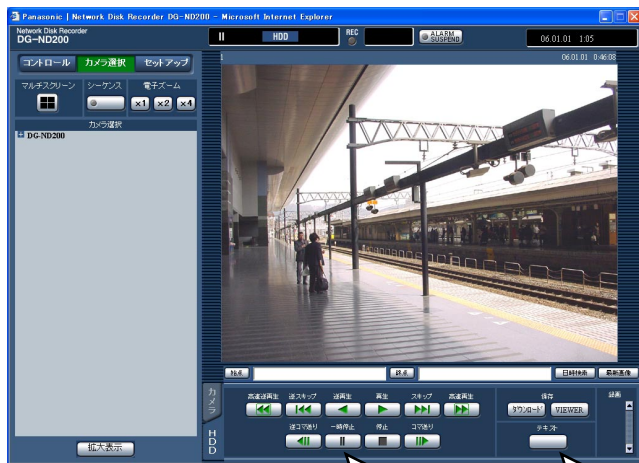 Panasonic | Network Disk Recorder DG-ND200 - Microsoft Internet Explorer
Network Disk Recorder
DG-ND200
HDD
REC
ALARM
SUSPEND
06.01.01 1:05
コントロール カメラ選択 セットアップ
1
06.01.01 0:46:08
マルチスクリーン シーケンス 電子ズーム
x1 x2 x4
カメラ選択
DG-ND200
始点 終点 日時検索 最新画像
カメラ
HDD
高速逆再生 逆スキップ 逆再生 再生 スキップ 高速再生
保存
録画
ダウンロード VIEWER
逆コマ送り 一時停止 停止 コマ送り
テキスト
拡大表示